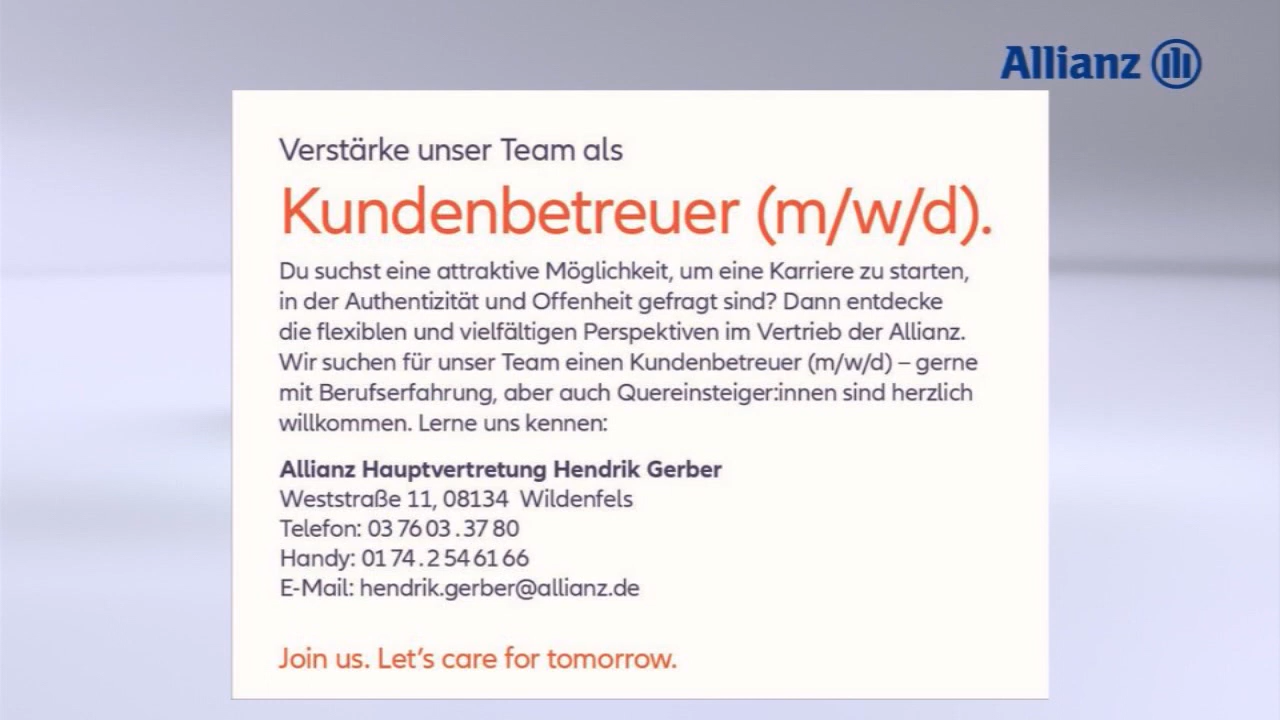 Allianz
Verstärke unser Team als
Kundenbetreuer (m/w/d).
Du suchst eine attraktive Möglichkeit, um eine Karriere zu starten,
in der Authentizität und Offenheit gefragt sind? Dann entdecke
die flexiblen und vielfältigen Perspektiven im Vertrieb der Allianz.
Wir suchen für unser Team einen Kundenbetreuer (m/w/d) – gerne
mit Berufserfahrung, aber auch Quereinsteiger:innen sind herzlich
willkommen. Lerne uns kennen:
Allianz Hauptvertretung Hendrik Gerber
Weststraße 11, 08134 Wildenfels
Telefon: 03 76 03 . 37 80
Handy: 01 74 . 2 54 61 66
E-Mail: hendrik.gerber@allianz.de
Join us. Let's care for tomorrow.